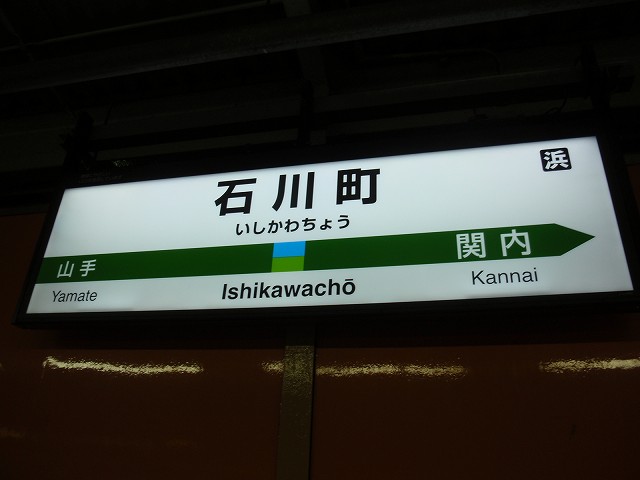 浜
石川町
いしかわちょう
山手 関内
Yamate Ishikawachō Kannai